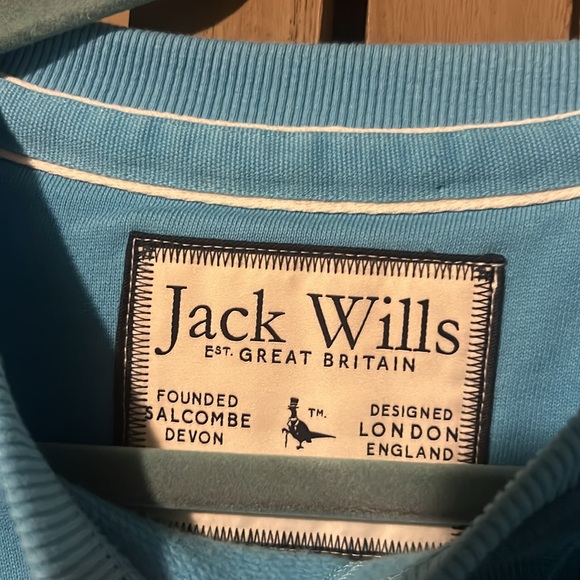 Jack Wills
EST. GREAT BRITAIN
FOUNDED
SALCOMBE
DEVON
TM.
DESIGNED
LONDON
ENGLAND